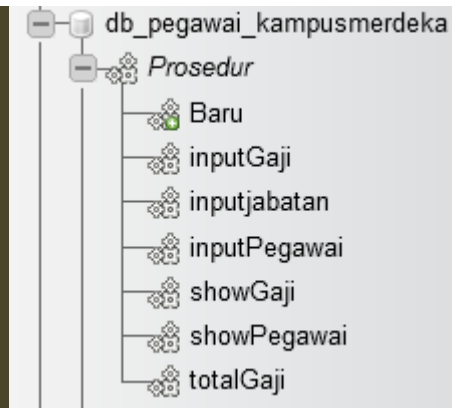 db_pegawai_kampusmerdeka
Prosedur
Baru
inputGaji
inputjabatan
inputPegawai
showGaji
showPegawai
totalGaji